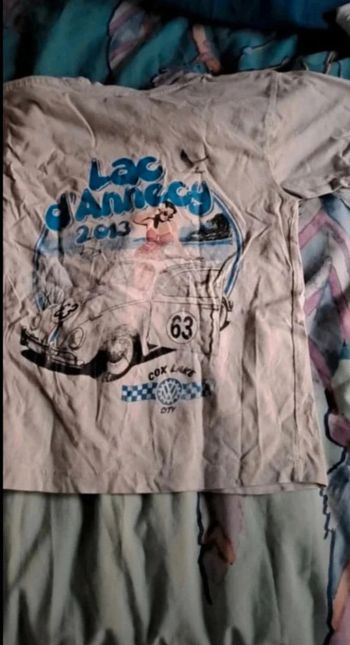 Lac
d'Annecy
2013
63
COX LAKE
CITY